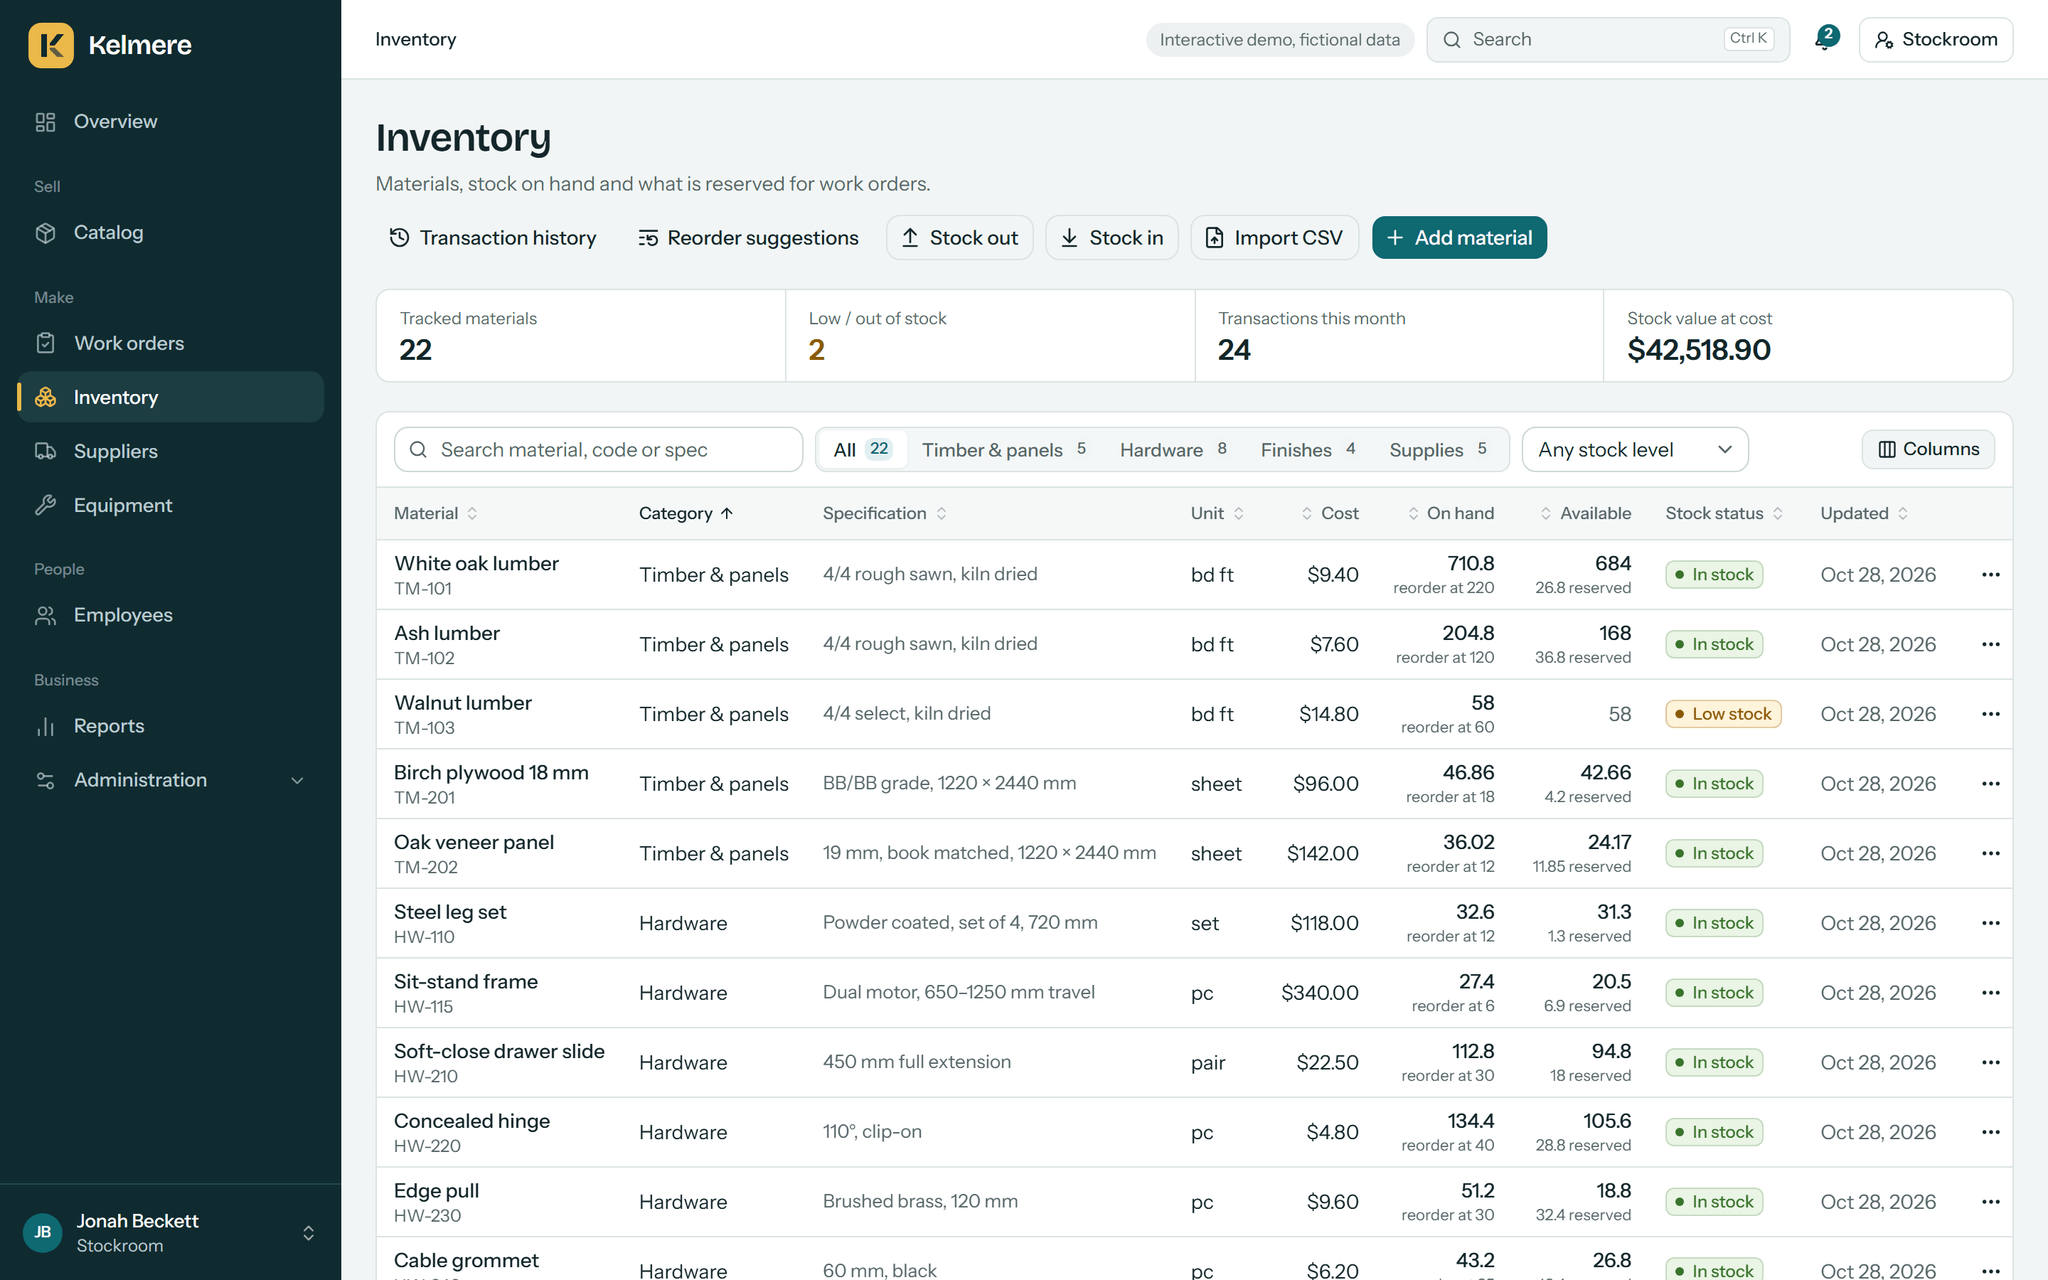 Kelmere
Overview
Sell
Catalog
Make
Work orders
Inventory
Suppliers
Equipment
People
Employees
Business
Reports
Administration
JB
Jonah Beckett
Stockroom
Inventory
Interactive demo, fictional data
Search
Ctrl K
2
Stockroom
Inventory
Materials, stock on hand and what is reserved for work orders.
Transaction history
Reorder suggestions
Stock out
Stock in
Import CSV
Add material
Tracked materials
22
Low / out of stock
2
Transactions this month
24
Stock value at cost
$42,518.90
Search material, code or spec
All 22
Timber & panels 5
Hardware 8
Finishes 4
Supplies 5
Any stock level
Columns
Material Category Specification Unit Cost On hand Available Stock status Updated
White oak lumber Timber & panels 4/4 rough sawn, kiln dried bd ft $9.40 710.8 684 In stock Oct 28, 2026
TM-101 reorder at 220 26.8 reserved
Ash lumber Timber & panels 4/4 rough sawn, kiln dried bd ft $7.60 204.8 168 In stock Oct 28, 2026
TM-102 reorder at 120 36.8 reserved
Walnut lumber Timber & panels 4/4 select, kiln dried bd ft $14.80 58 58 Low stock Oct 28, 2026
TM-103 reorder at 60
Birch plywood 18 mm Timber & panels BB/BB grade, 1220 × 2440 mm sheet $96.00 46.86 42.66 In stock Oct 28, 2026
TM-201 reorder at 18 4.2 reserved
Oak veneer panel Timber & panels 19 mm, book matched, 1220 × 2440 mm sheet $142.00 36.02 24.17 In stock Oct 28, 2026
TM-202 reorder at 12 11.85 reserved
Steel leg set Hardware Powder coated, set of 4, 720 mm set $118.00 32.6 31.3 In stock Oct 28, 2026
HW-110 reorder at 12 1.3 reserved
Sit-stand frame Hardware Dual motor, 650–1250 mm travel pc $340.00 27.4 20.5 In stock Oct 28, 2026
HW-115 reorder at 6 6.9 reserved
Soft-close drawer slide Hardware 450 mm full extension pair $22.50 112.8 94.8 In stock Oct 28, 2026
HW-210 reorder at 30 18 reserved
Concealed hinge Hardware 110°, clip-on pc $4.80 134.4 105.6 In stock Oct 28, 2026
HW-220 reorder at 40 28.8 reserved
Edge pull Hardware Brushed brass, 120 mm pc $9.60 51.2 18.8 In stock Oct 28, 2026
HW-230 reorder at 30 32.4 reserved
Cable grommet Hardware 60 mm, black pc $6.20 43.2 26.8 In stock Oct 28, 2026